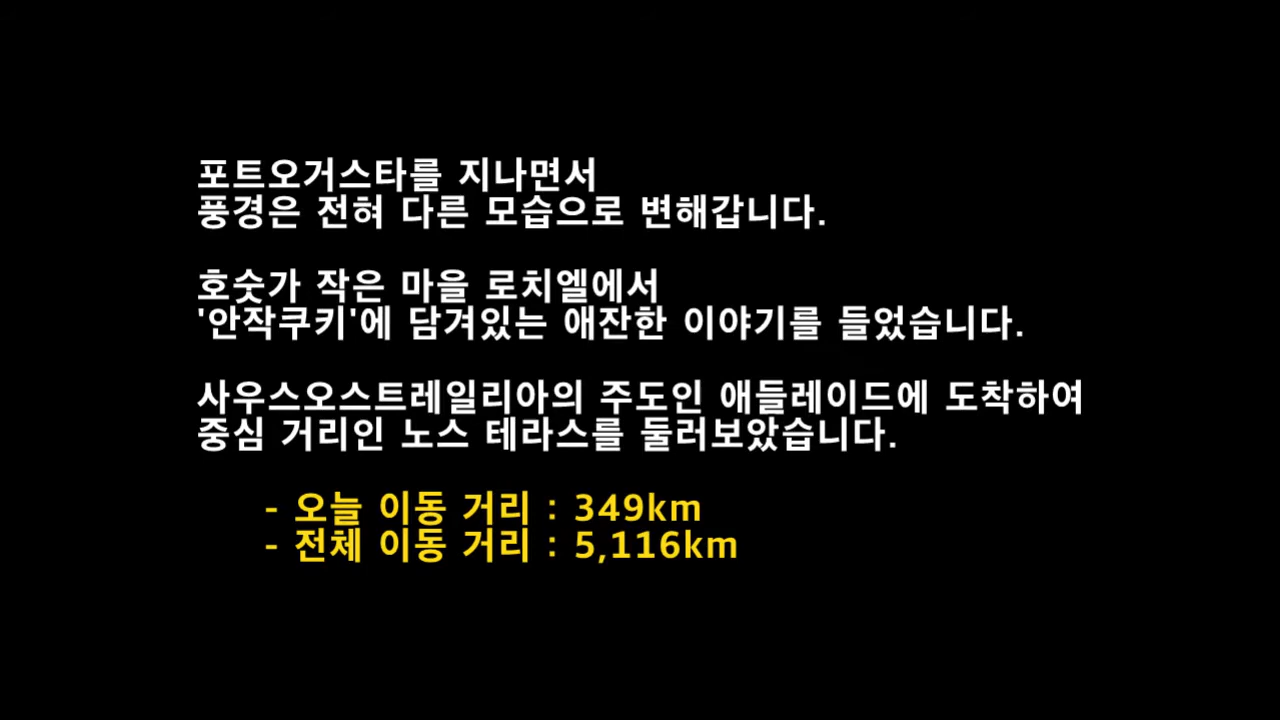 포트오거스타를 지나면서
풍경은 전혀 다른 모습으로 변해갑니다.
호숫가 작은 마을 로치엘에서
'안작쿠키'에 담겨있는 애잔한 이야기를 들었습니다.
사우스오스트레일리아의 주도인 애들레이드에 도착하여
중심 거리인 노스 테라스를 둘러보았습니다.
- 오늘 이동 거리 : 349km
- 전체 이동 거리 : 5,116km